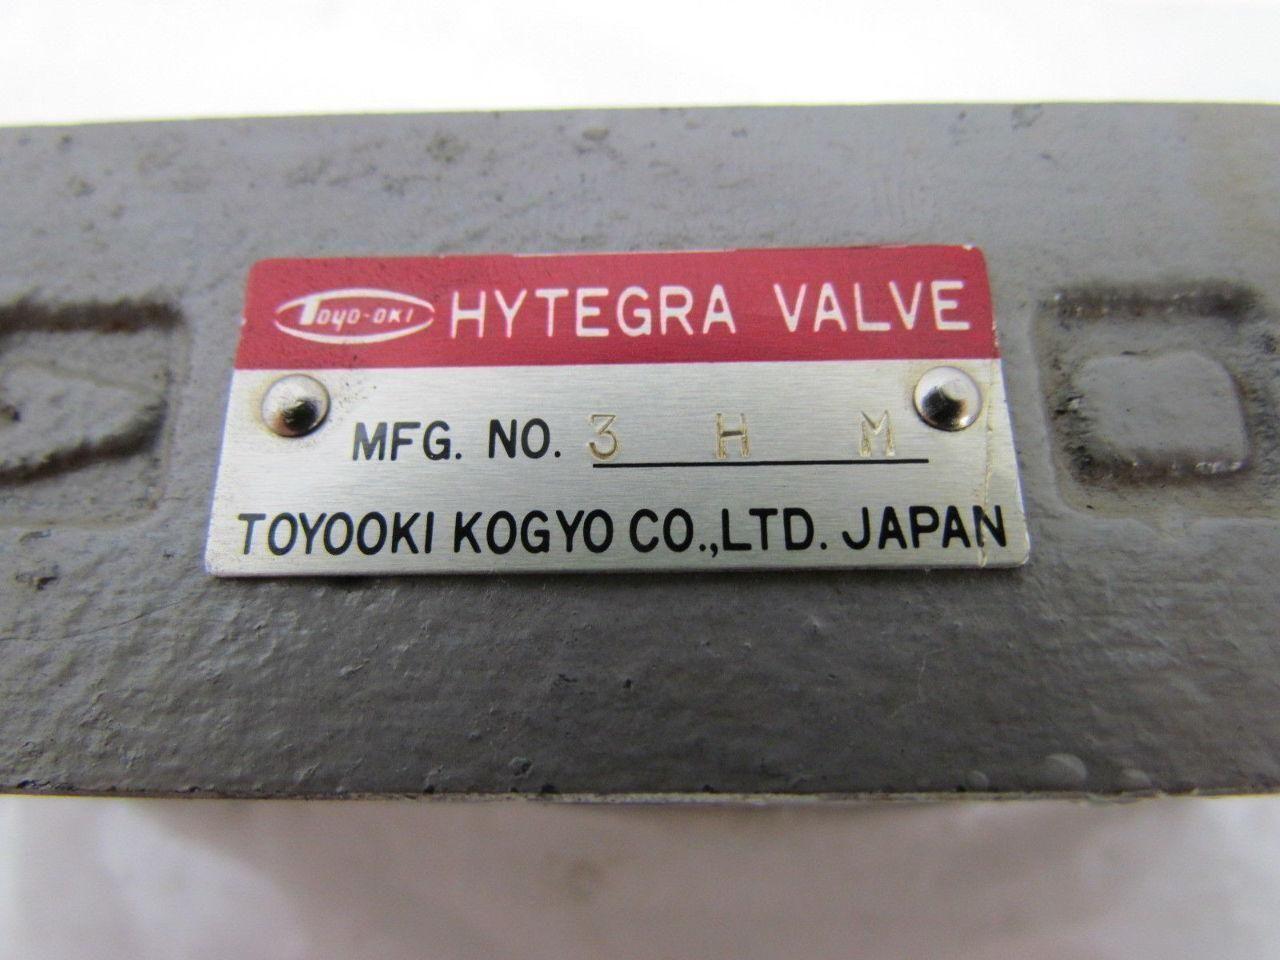 TOYO-OKI HYTEGRA VALVE
MFG. NO. 3 H M
TOYOOKI KOGYO CO.,LTD. JAPAN